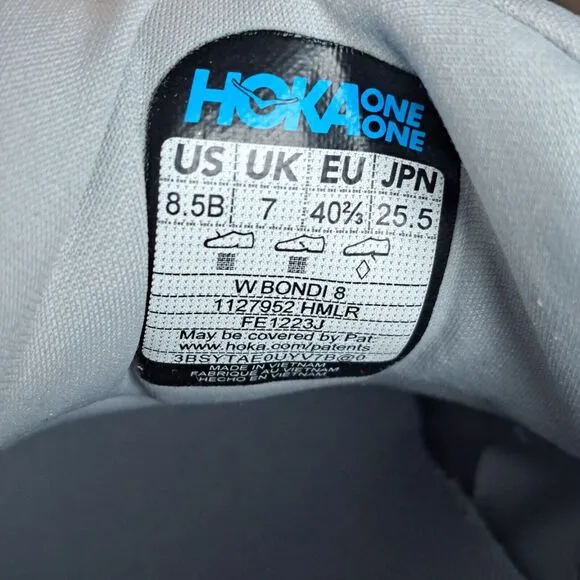 HOKA ONE ONE
US UK EU JPN
8.5B 7 40⅔ 25.5
W BONDI 8
1127952 HMLR
FE1223J
May be covered by Pat.
www.hoka.com/patents
3BSYTAE0UYV7B@0
MADE IN VIETNAM
FABRIQUE AU VIETNAM
HECHO EN VIETNAM